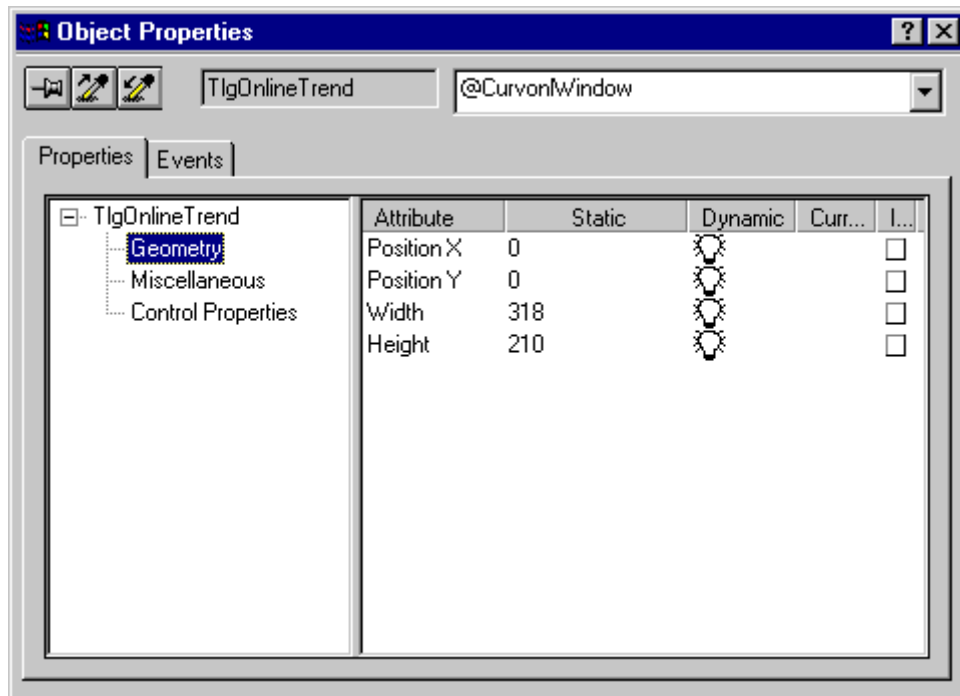 Object Properties
TlgOnlineTrend @CurvonlWindow
Properties Events
TlgOnlineTrend
Geometry
Miscellaneous
Control Properties
Attribute Static Dynamic Curr... I...
Position X 0
Position Y 0
Width 318
Height 210